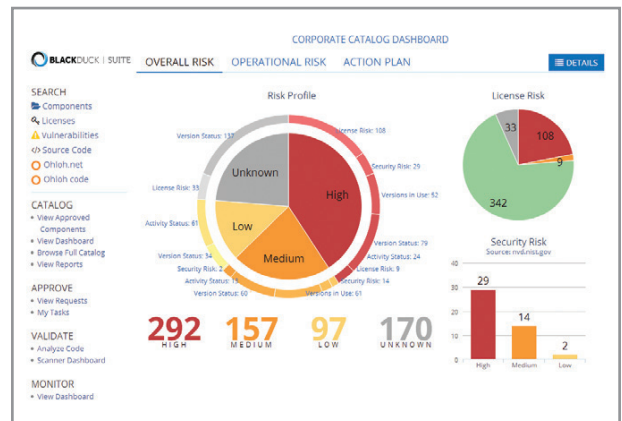 CORPORATE CATALOG DASHBOARD
BLACKDUCK | SUITE
OVERALL RISK OPERATIONAL RISK ACTION PLAN
DETAILS
SEARCH
Components
Licenses
Vulnerabilities
</> Source Code
Ohloh.net
Ohloh code
CATALOG
View Approved
Components
View Dashboard
Browse Full Catalog
View Reports
APPROVE
View Requests
My Tasks
VALIDATE
Analyze Code
Scanner Dashboard
MONITOR
View Dashboard
Risk Profile
Version Status: 137
License Risk: 108
Security Risk: 29
Versions in Use: 52
Version Status: 79
Activity Status: 24
License Risk: 9
Security Risk: 14
Versions in Use: 61
Version Status: 60
Activity Status: 13
Security Risk: 2
Version Status: 34
Activity Status: 61
License Risk: 33
Unknown
High
Low
Medium
292
HIGH
157
MEDIUM
97
LOW
170
UNKNOWN
License Risk
33
108
9
342
Security Risk
Source: nvd.nist.gov
40
30
20
10
0
29
14
2
High Medium Low